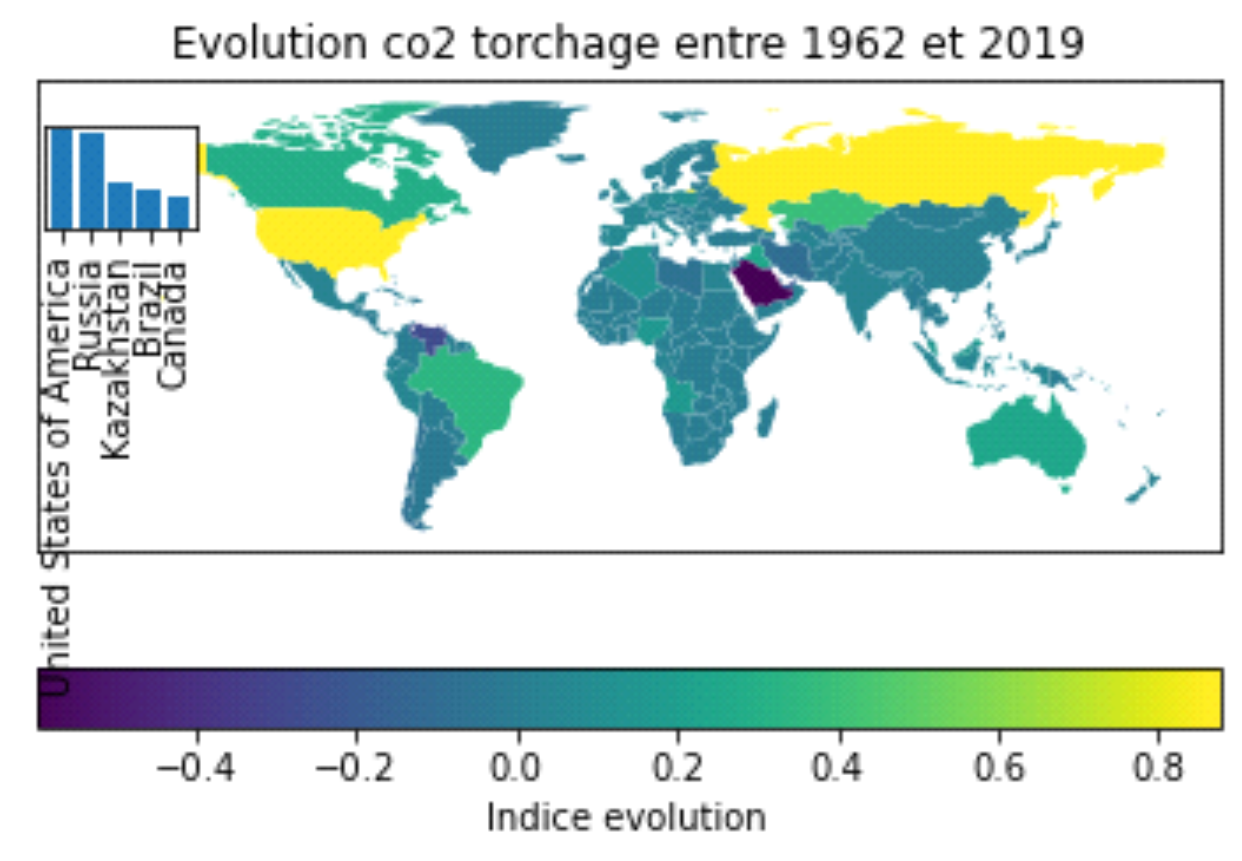 Evolution co2 torchage entre 1962 et 2019
United States of America
Russia
Kazakhstan
Brazil
Canada
−0.4 −0.2 0.0 0.2 0.4 0.6 0.8
Indice evolution